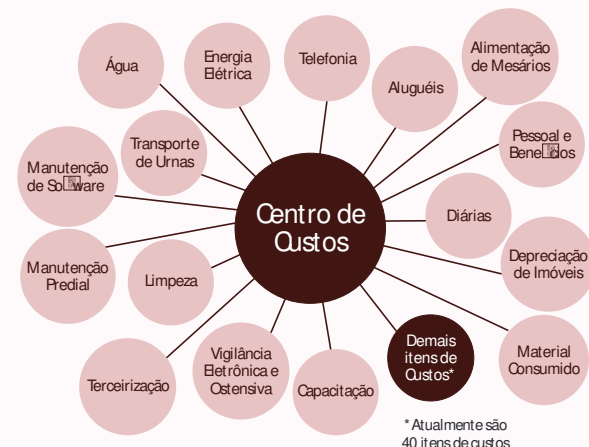 Água
Energia
Elétrica
Telefonia
Aluguéis
Alimentação
de Mesários
Transporte
de Urnas
Pessoal e
Manutenção
de
Centro de
Custos
Diárias
Manutenção
Predial
Limpeza
Depreciação
de Imóveis
Terceirização
Vigilância
Eletrônica e
Ostensiva
Capacitação
Demais
itens de
Custos*
Material
Consumido
* Atualmente são
40 itens de custos